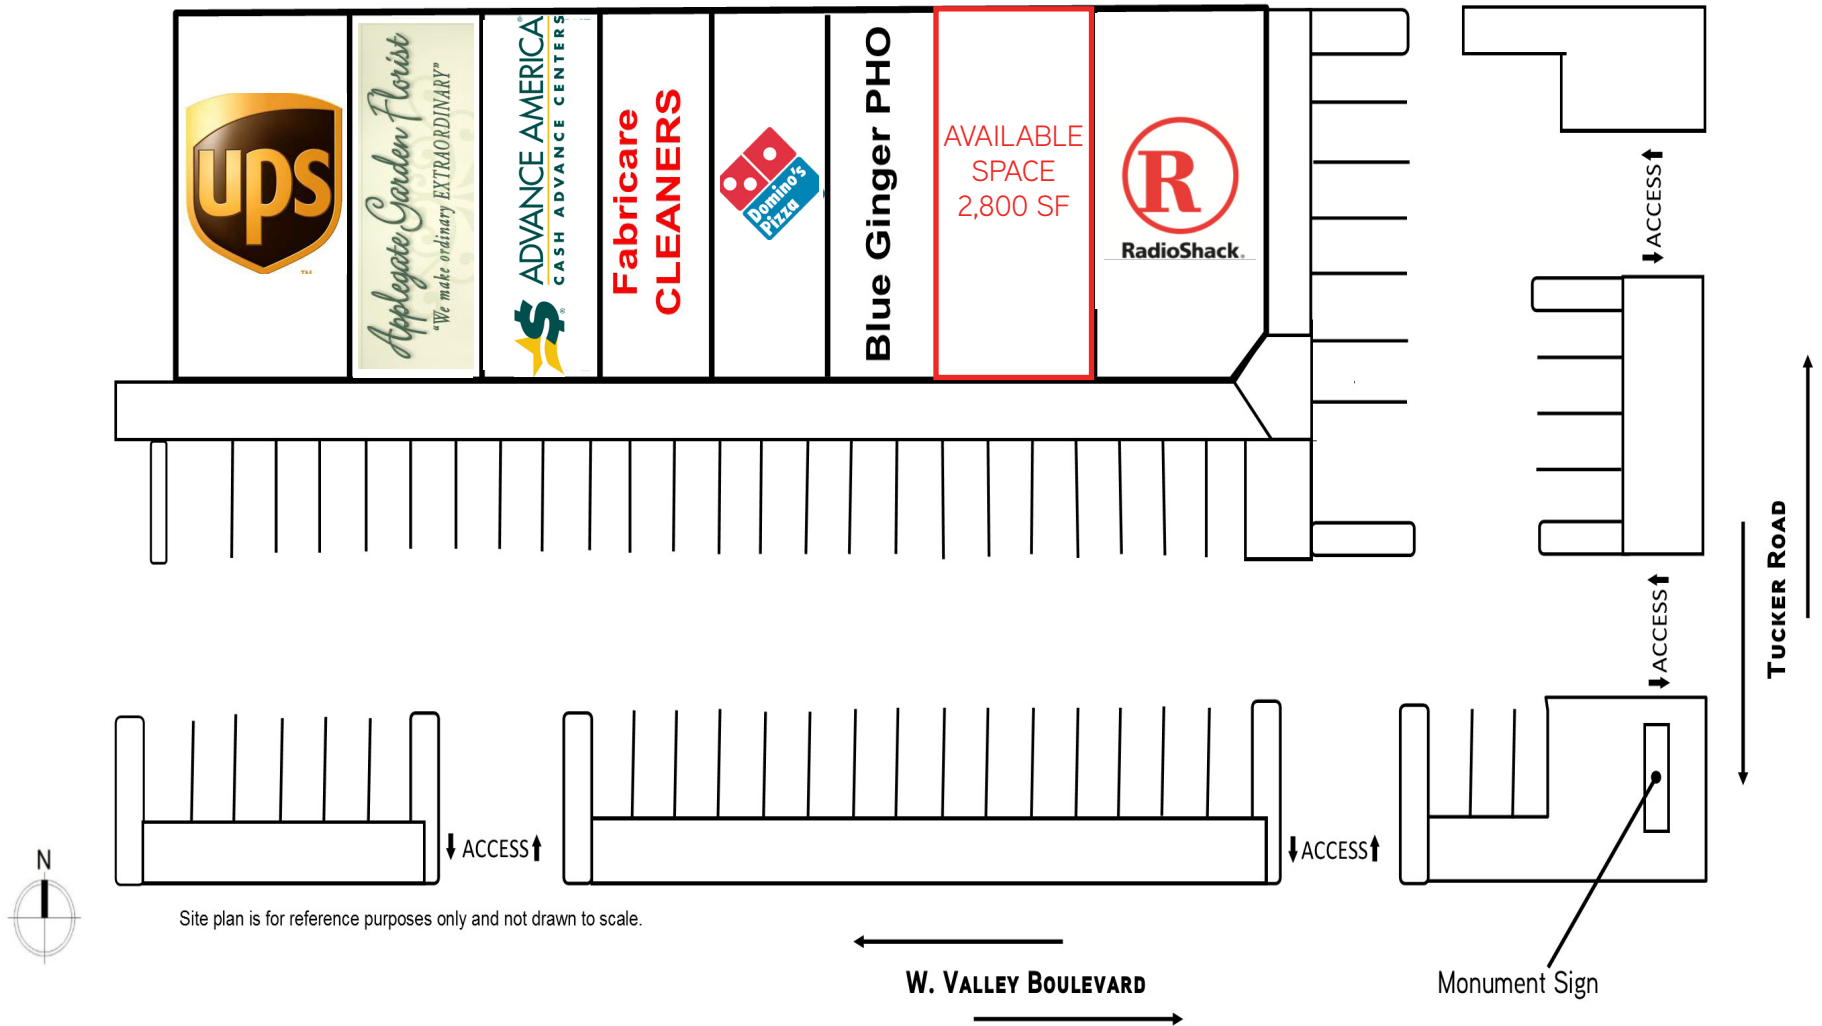 ups
TM
Applegate Garden Florist
"We make ordinary EXTRAORDINARY"
$ ADVANCE AMERICA®
CASH ADVANCE CENTERS®
Fabricare
CLEANERS
Domino's
Pizza
Blue Ginger PHO
AVAILABLE
SPACE
2,800 SF
R
RadioShack®
ACCESS
ACCESS
TUCKER ROAD
ACCESS
ACCESS
N
Site plan is for reference purposes only and not drawn to scale.
W. VALLEY BOULEVARD
Monument Sign